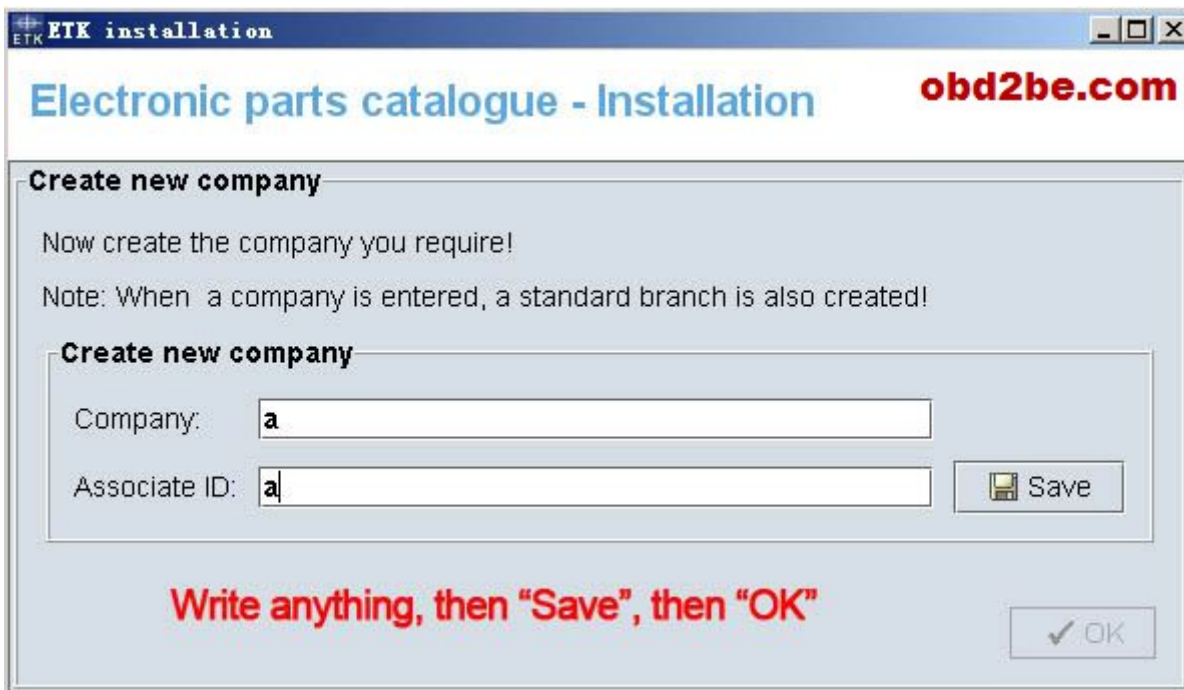 ETK ETK installation
Electronic parts catalogue - Installation
obd2be.com
Create new company
Now create the company you require!
Note: When a company is entered, a standard branch is also created!
Create new company
Company: a
Associate ID: a
Save
Write anything, then “Save”, then “OK”
OK